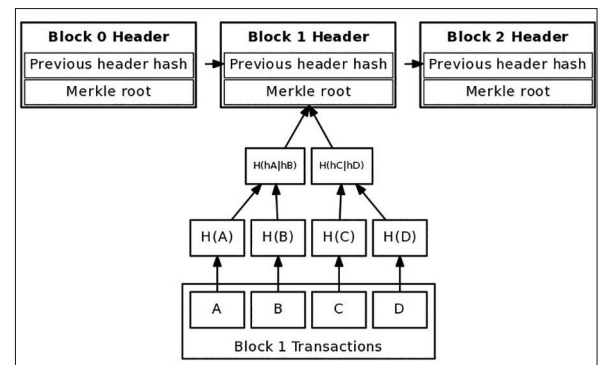 Block 0 Header
Previous header hash
Merkle root
Block 1 Header
Previous header hash
Merkle root
Block 2 Header
Previous header hash
Merkle root
H(hA|hB)
H(hC|hD)
H(A)
H(B)
H(C)
H(D)
A
B
C
D
Block 1 Transactions